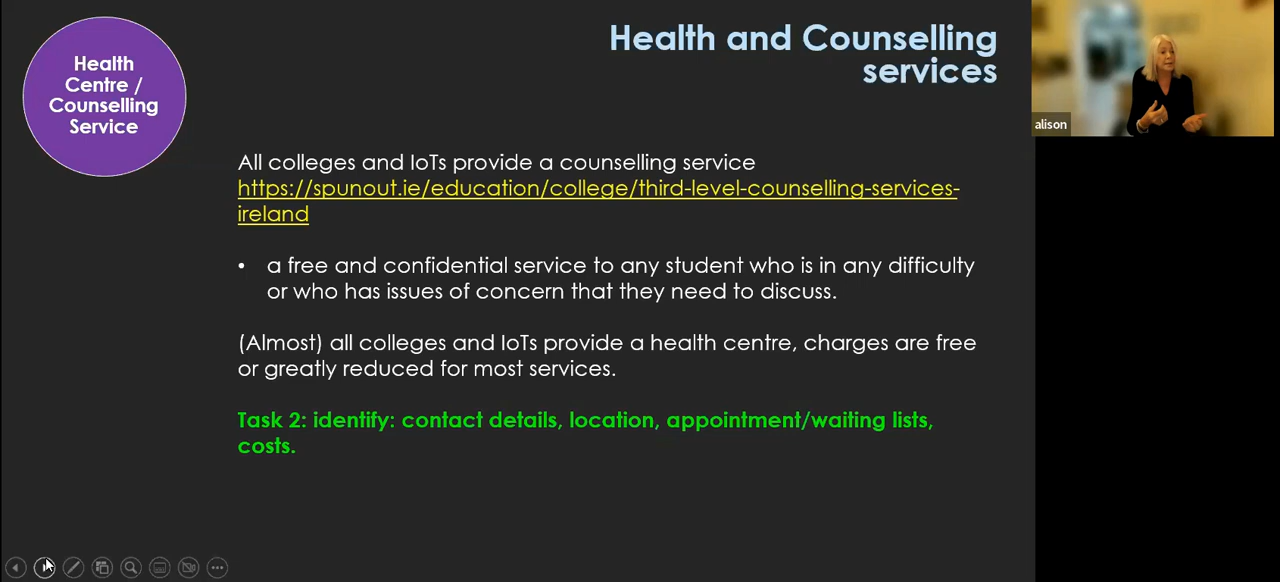 Health
Centre /
Counselling
Service
Health and Counselling
services
alison
All colleges and IoTs provide a counselling service
https://spunout.ie/education/college/third-level-counselling-services-
ireland
• a free and confidential service to any student who is in any difficulty
or who has issues of concern that they need to discuss.
(Almost) all colleges and IoTs provide a health centre, charges are free
or greatly reduced for most services.
Task 2: identify: contact details, location, appointment/waiting lists,
costs.